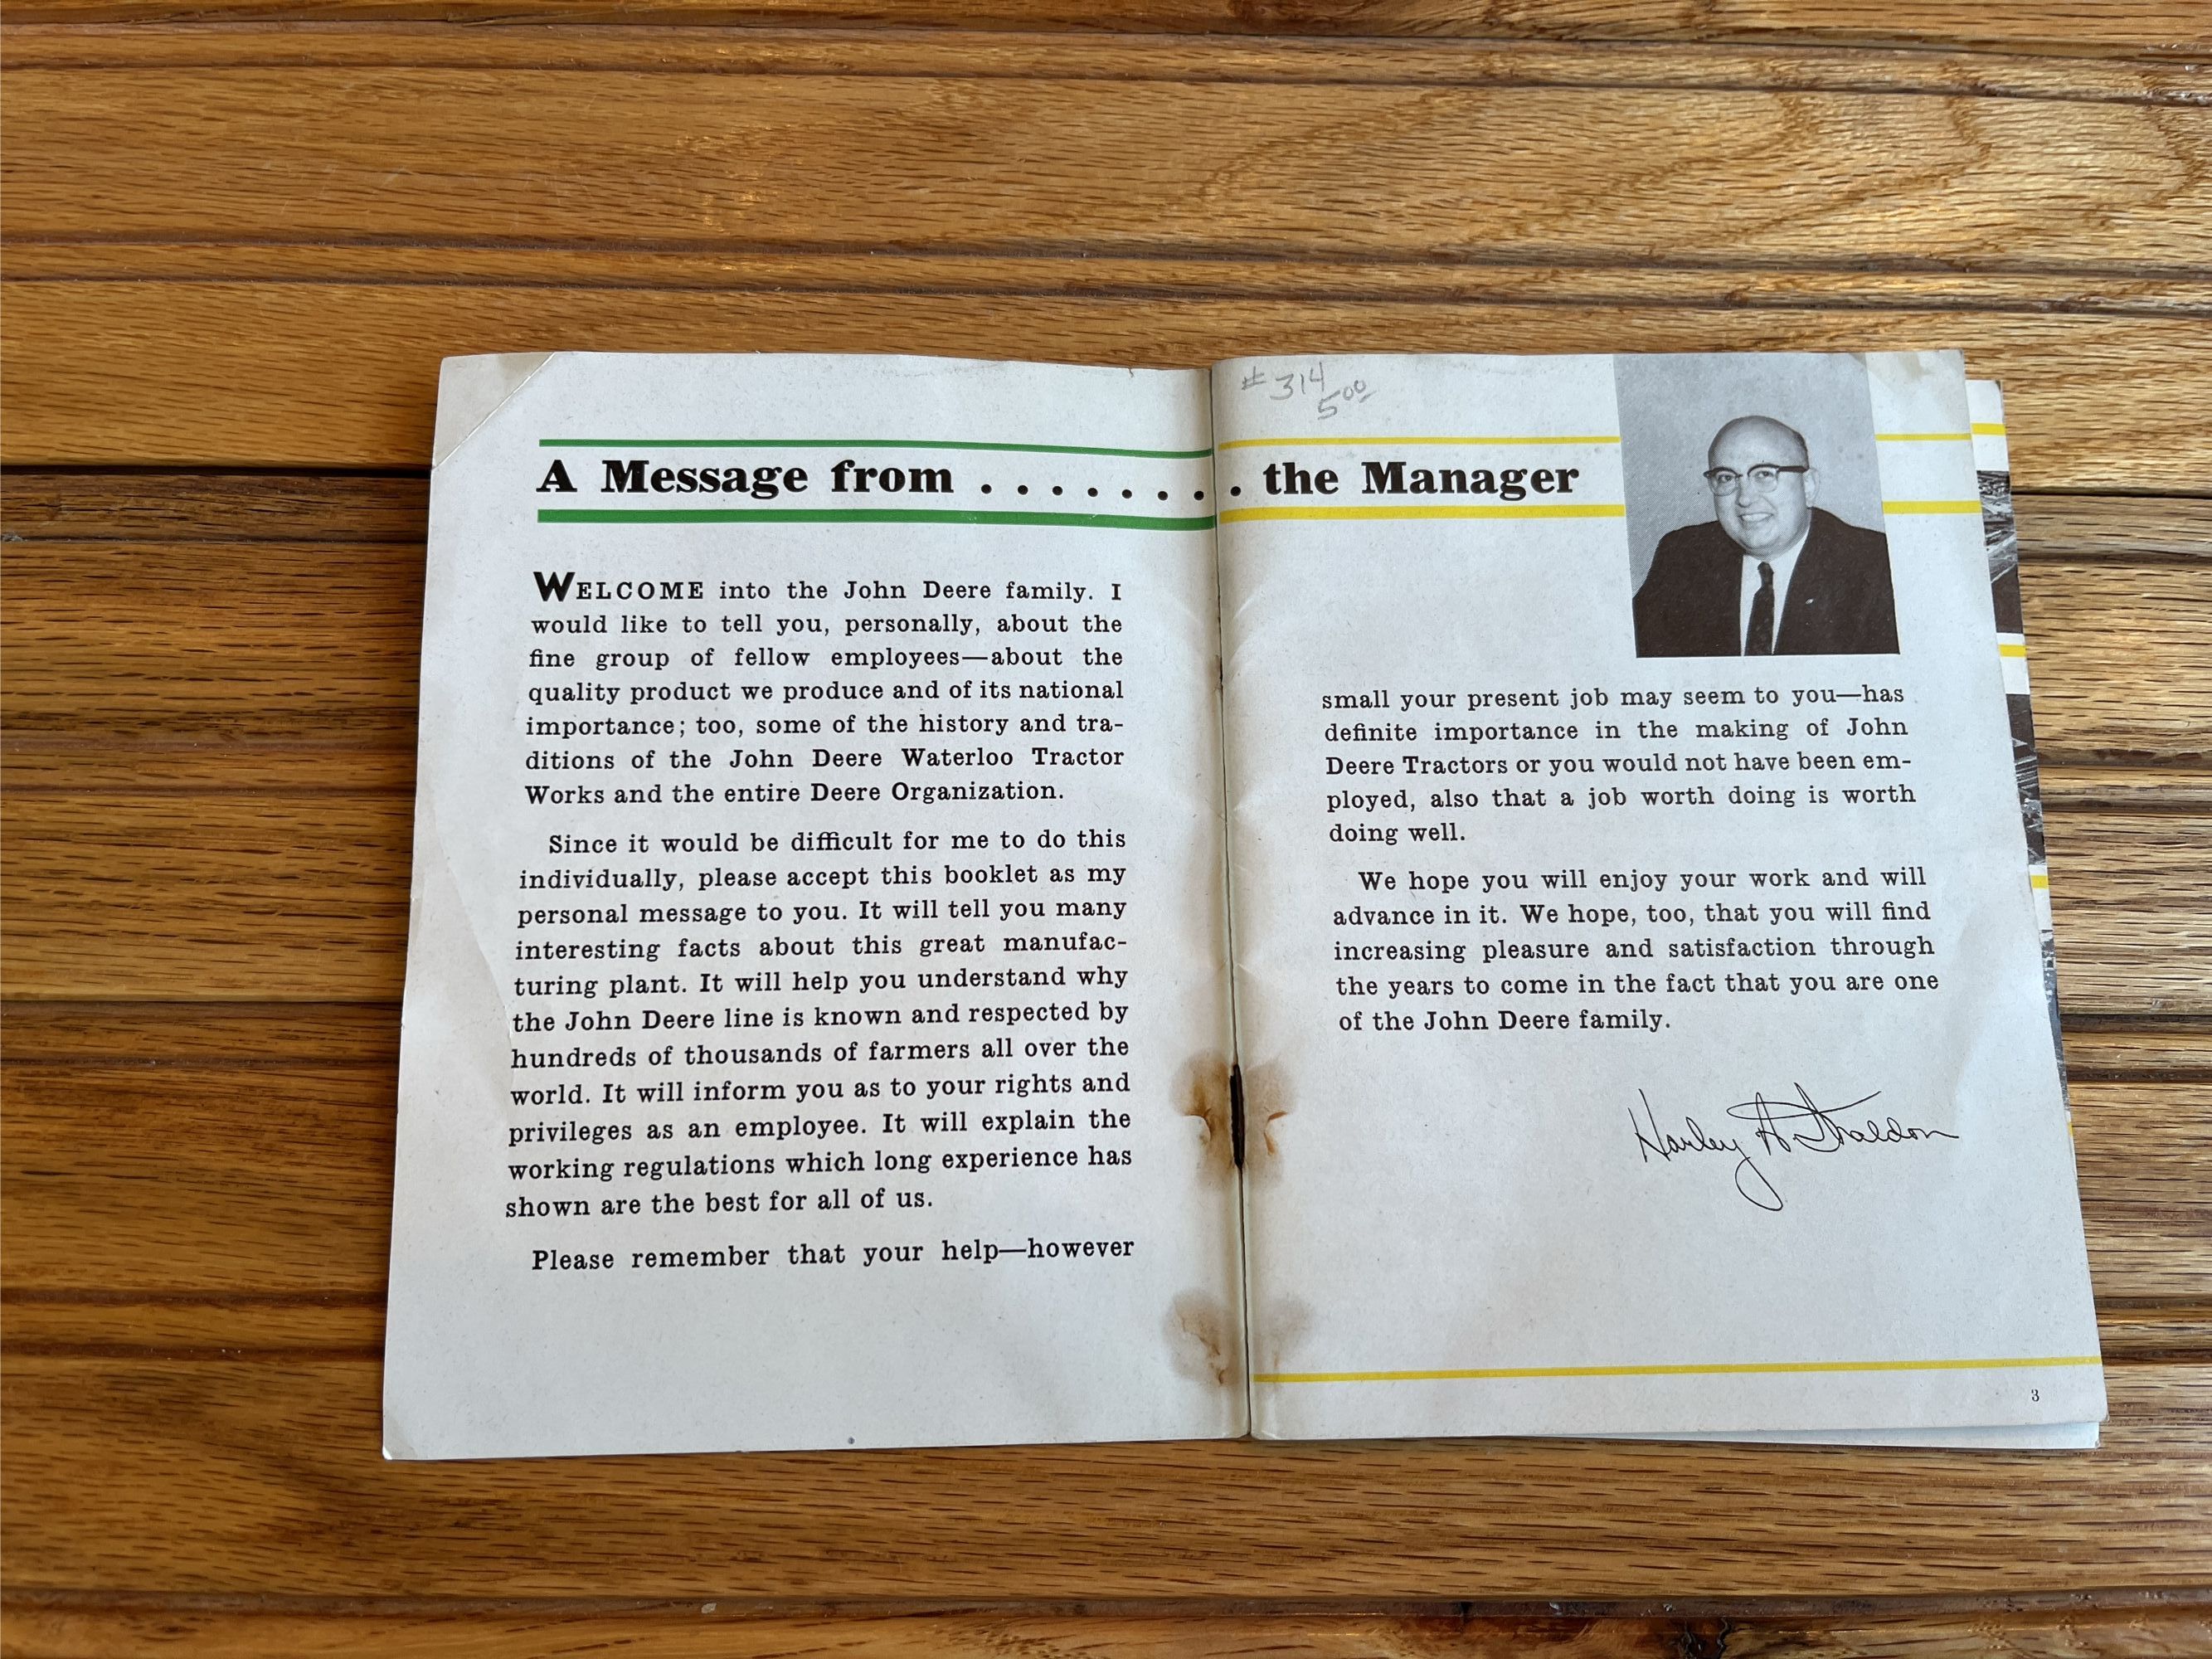 A Message from . . . . . . . . . the Manager
WELCOME into the John Deere family. I
would like to tell you, personally, about the
fine group of fellow employees—about the
quality product we produce and of its national
importance; too, some of the history and tra-
ditions of the John Deere Waterloo Tractor
Works and the entire Deere Organization.
Since it would be difficult for me to do this
individually, please accept this booklet as my
personal message to you. It will tell you many
interesting facts about this great manufac-
turing plant. It will help you understand why
the John Deere line is known and respected by
hundreds of thousands of farmers all over the
world. It will inform you as to your rights and
privileges as an employee. It will explain the
working regulations which long experience has
shown are the best for all of us.
Please remember that your help—however
# 314
5 00
small your present job may seem to you—has
definite importance in the making of John
Deere Tractors or you would not have been em-
ployed, also that a job worth doing is worth
doing well.
We hope you will enjoy your work and will
advance in it. We hope, too, that you will find
increasing pleasure and satisfaction through
the years to come in the fact that you are one
of the John Deere family.
Harley A
3